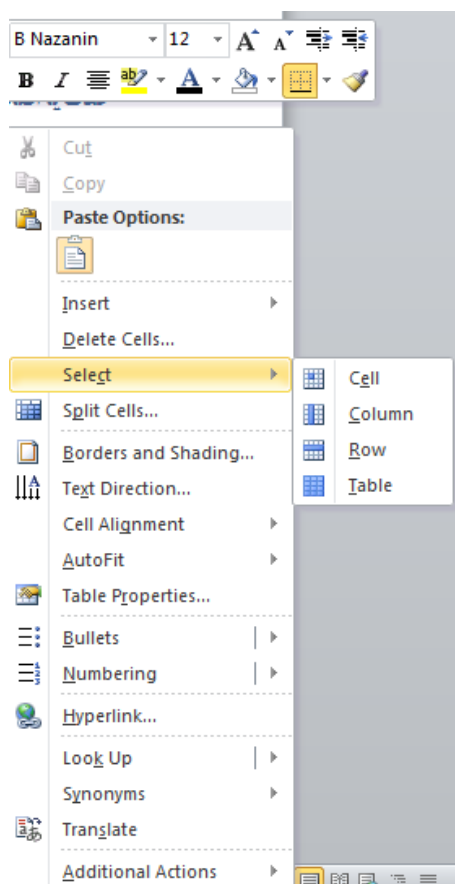 B Nazanin 12 A A
B I A
Cut
Copy
Paste Options:
Insert
Delete Cells...
Select
Cell
Column
Row
Table
Split Cells...
Borders and Shading...
Text Direction...
Cell Alignment
AutoFit
Table Properties...
Bullets
Numbering
Hyperlink...
Look Up
Synonyms
Translate
Additional Actions